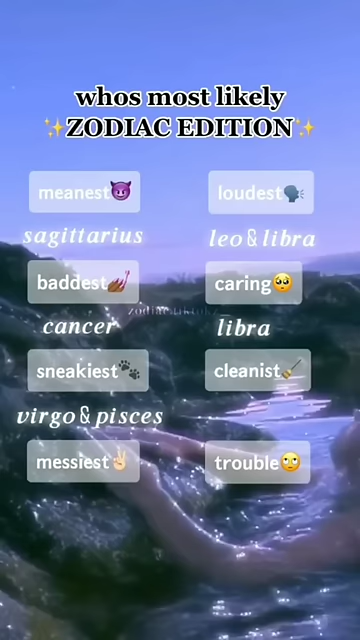 whos most likely
✨ZODIAC EDITION✨
meanest😈
loudest🗣️
sagittarius
leo & libra
baddest💅
caring🥺
cancer
libra
sneakiest🐾
cleanist🧹
virgo & pisces
messiest✌🏻
trouble🙄